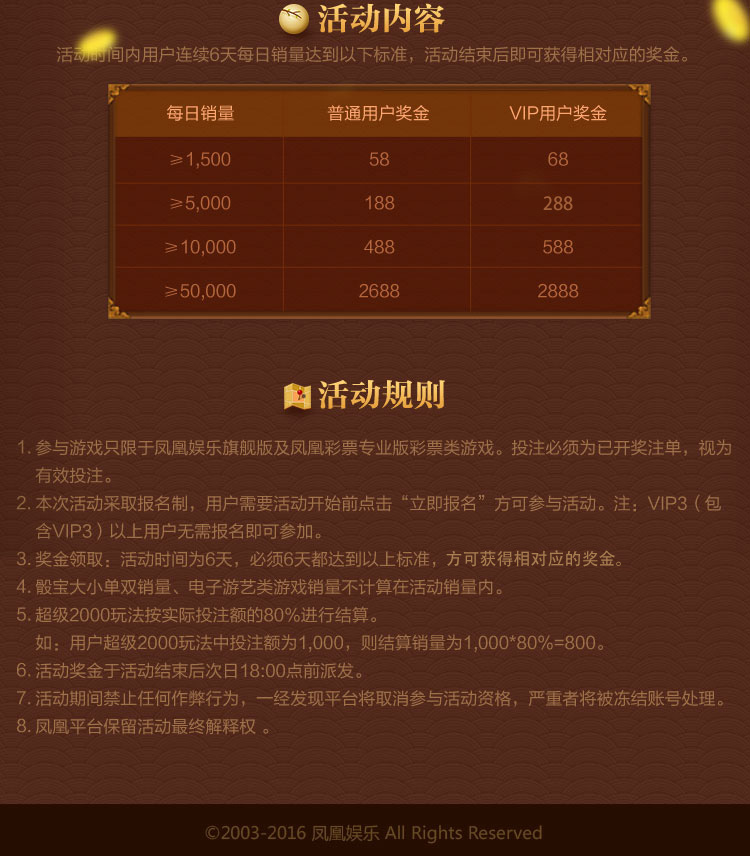 活动内容
活动时间内用户连续6天每日销量达到以下标准，活动结束后即可获得相对应的奖金。
每日销量 普通用户奖金 VIP用户奖金
≥1,500 58 68
≥5,000 188 288
≥10,000 488 588
≥50,000 2688 2888
活动规则
1. 参与游戏只限于凤凰娱乐旗舰版及凤凰彩票专业版彩票类游戏。投注必须为已开奖注单，视为
有效投注。
2. 本次活动采取报名制，用户需要活动开始前点击“立即报名”方可参与活动。注：VIP3（包
含VIP3）以上用户无需报名即可参加。
3. 奖金领取：活动时间为6天，必须6天都达到以上标准，方可获得相对应的奖金。
4. 骰宝大小单双销量、电子游艺类游戏销量不计算在活动销量内。
5. 超级2000玩法按实际投注额的80%进行结算。
如：用户超级2000玩法中投注额为1,000，则结算销量为1,000*80%=800。
6. 活动奖金于活动结束后次日18:00点前派发。
7. 活动期间禁止任何作弊行为，一经发现平台将取消参与活动资格，严重者将被冻结账号处理。
8. 凤凰平台保留活动最终解释权 。
©2003-2016 凤凰娱乐 All Rights Reserved